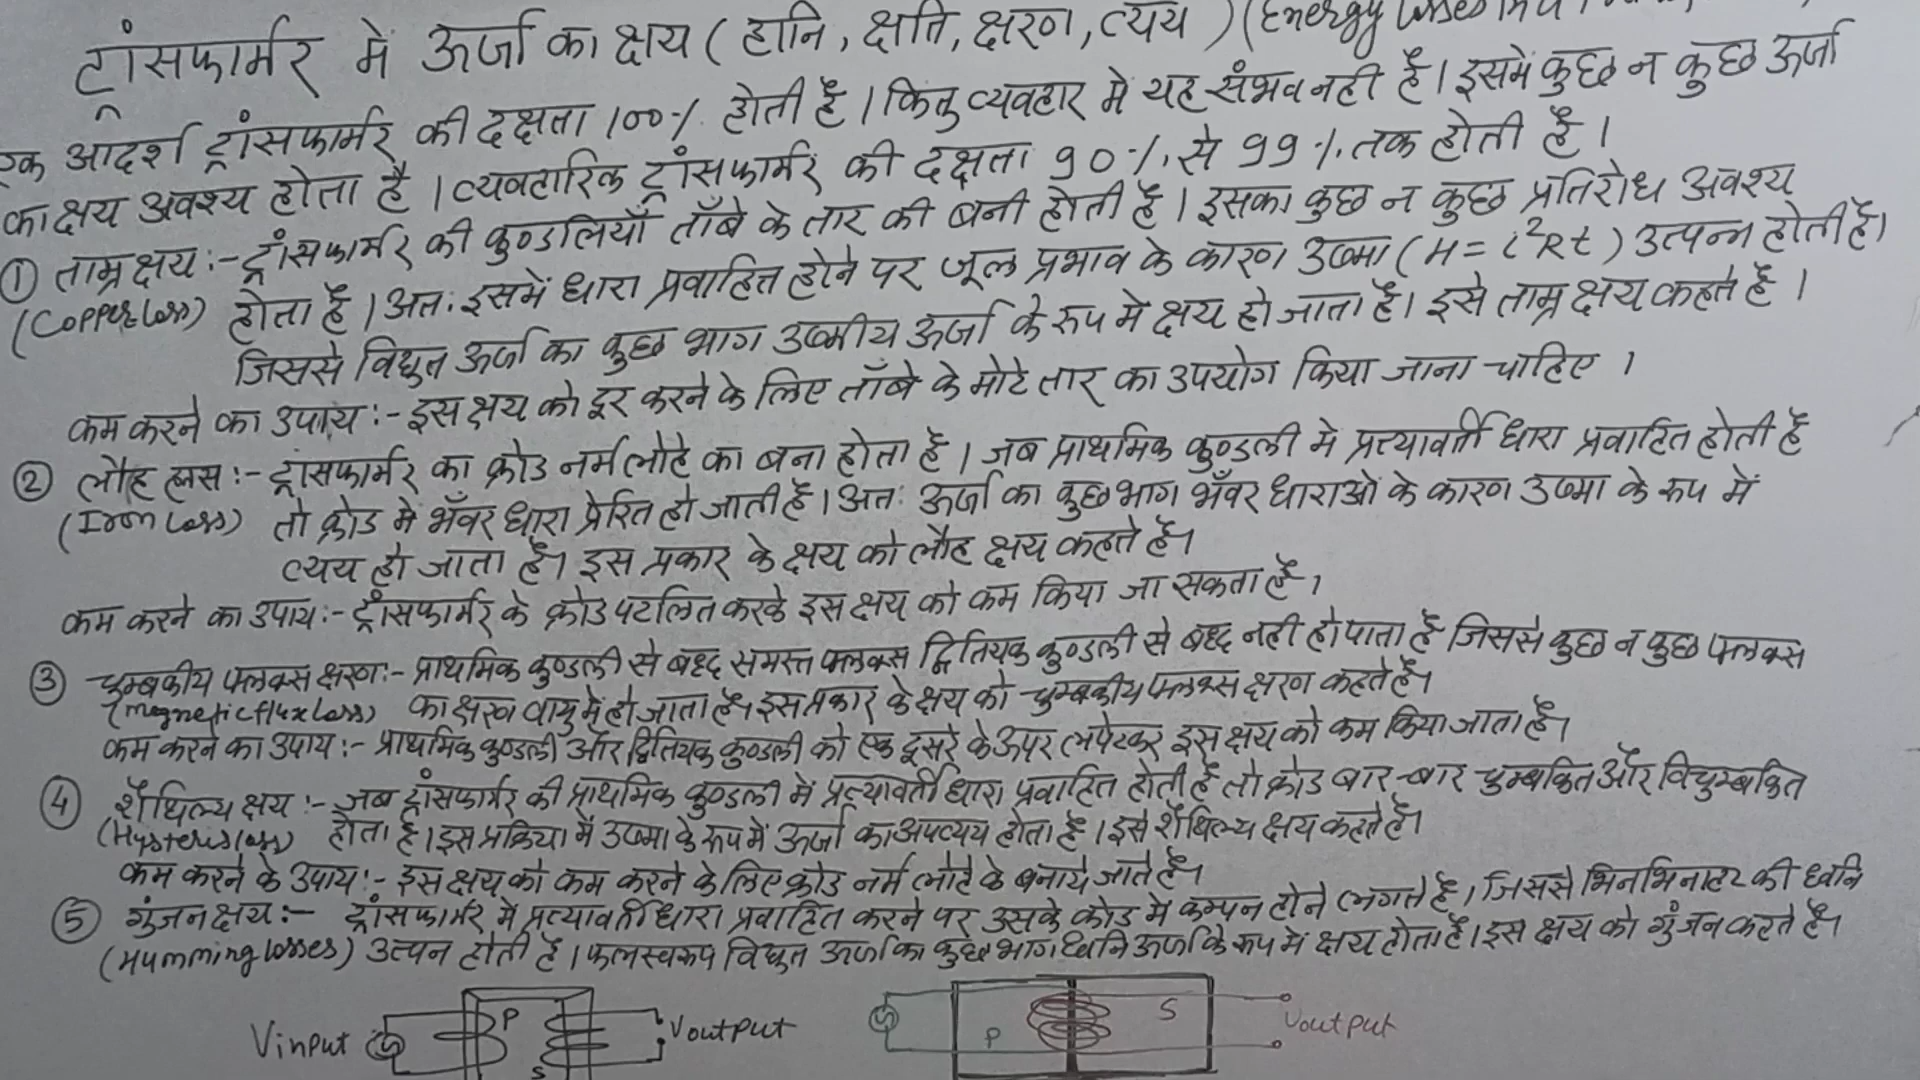 ट्रांसफार्मर में ऊर्जा का क्षय ( हानि, क्षति, क्षरण, व्यय ) (Energy losses in a
एक आदर्श ट्रांसफार्मर की दक्षता 100% होती है। किंतु व्यवहार में यह संभव नहीं है। इसमें कुछ न कुछ ऊर्जा
का क्षय अवश्य होता है। व्यवहारिक ट्रांसफार्मर की दक्षता 90% से 99% तक होती है।
① ताम्र क्षय :- ट्रांसफार्मर की कुण्डलियाँ ताँबे के तार की बनी होती है। इसका कुछ न कुछ प्रतिरोध अवश्य
(Copper Loss) होता है। अतः इसमें धारा प्रवाहित होने पर जूल प्रभाव के कारण उष्मा (H = i²Rt) उत्पन्न होती है।
जिससे विद्युत ऊर्जा का कुछ भाग उष्मीय ऊर्जा के रूप मे क्षय हो जाता है। इसे ताम्र क्षय कहते है।
कम करने का उपाय :- इस क्षय को दूर करने के लिए ताँबे के मोटे तार का उपयोग किया जाना चाहिए ।
② लौह ह्लास :- ट्रांसफार्मर का क्रोड नर्म लोहे का बना होता है। जब प्राथमिक कुण्डली मे प्रत्यावर्ती धारा प्रवाहित होती है
(Iron Loss) तो क्रोड मे भँवर धारा प्रेरित हो जाती है। अतः ऊर्जा का कुछ भाग भँवर धाराओं के कारण उष्मा के रूप में
व्यय हो जाता है। इस प्रकार के क्षय को लौह क्षय कहते है।
कम करने का उपाय :- ट्रांसफार्मर के क्रोड पटलित करके इस क्षय को कम किया जा सकता है।
③ चुम्बकीय फ्लक्स क्षरण :- प्राथमिक कुण्डली से बद्ध समस्त फ्लक्स द्वितियक कुण्डली से बद्ध नही हो पाता है जिससे कुछ न कुछ फ्लक्स
(magnetic flux loss) का क्षरण वायु में हो जाता है। इस प्रकार के क्षय को चुम्बकीय फ्लक्स क्षरण कहते है।
कम करने का उपाय :- प्राथमिक कुण्डली और द्वितियक कुण्डली को एक दूसरे के ऊपर लपेटकर इस क्षय को कम किया जाता है।
④ शैथिल्य क्षय :- जब ट्रांसफार्मर की प्राथमिक कुण्डली में प्रत्यावर्ती धारा प्रवाहित होती है तो क्रोड बार-बार चुम्बकित और विचुम्बकित
(Hysteris loss) होता है। इस प्रक्रिया में उष्मा के रूप में ऊर्जा का अपव्यय होता है। इसे शैथिल्य क्षय कहते है।
कम करने के उपाय :- इस क्षय को कम करने के लिए क्रोड नर्म लोहे के बनाये जाते है।
⑤ गुंजन क्षय :- ट्रांसफार्मर में प्रत्यावर्ती धारा प्रवाहित करने पर उसके क्रोड मे कम्पन होने लगते है। जिससे भिनभिनाहट की ध्वनि
(Humming losses) उत्पन होती है। फलस्वरूप विद्युत ऊर्जा का कुछ भाग ध्वनि ऊर्जा के रूप में क्षय होता है। इस क्षय को गुंजन कहते है।
Vinput P S Voutput
P S Voutput